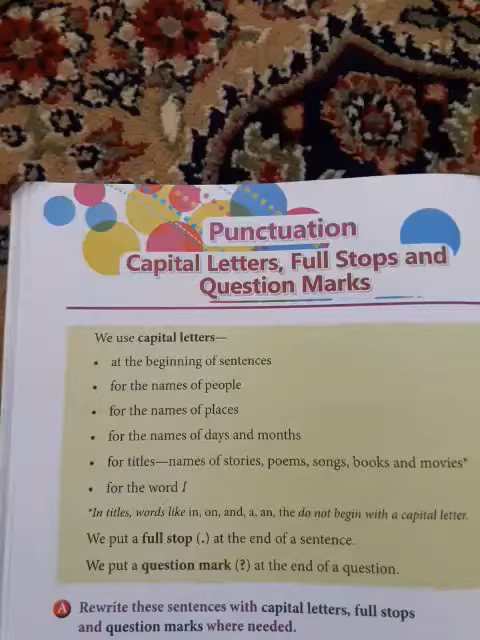 Punctuation
Capital Letters, Full Stops and
Question Marks
We use capital letters—
• at the beginning of sentences
• for the names of people
• for the names of places
• for the names of days and months
• for titles—names of stories, poems, songs, books and movies*
• for the word I
*In titles, words like in, on, and, a, an, the do not begin with a capital letter.
We put a full stop (.) at the end of a sentence.
We put a question mark (?) at the end of a question.
A Rewrite these sentences with capital letters, full stops
and question marks where needed.